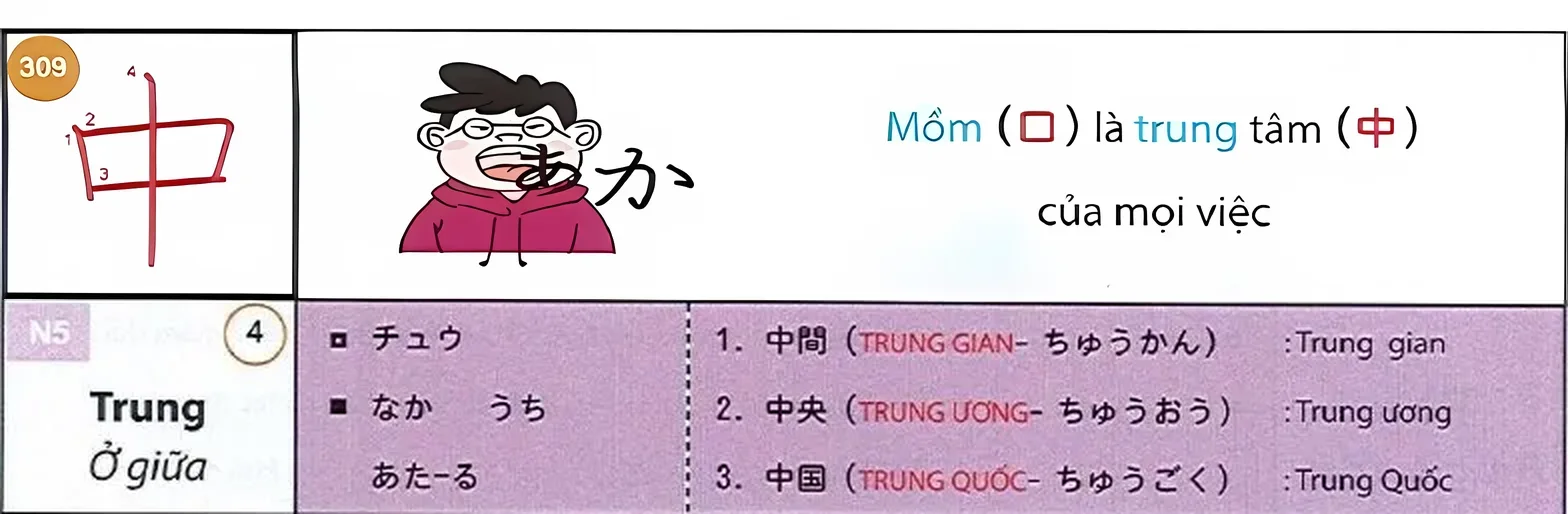 309
中
1
2
3
4
あ か
Mồm (口) là trung tâm (中)
của mọi việc
N5
4
Trung
Ở giữa
チュウ
なか うち
あた-る
1. 中間 (TRUNG GIAN- ちゅうかん) : Trung gian
2. 中央 (TRUNG ƯƠNG- ちゅうおう) : Trung ương
3. 中国 (TRUNG QUỐC- ちゅうごく) : Trung Quốc